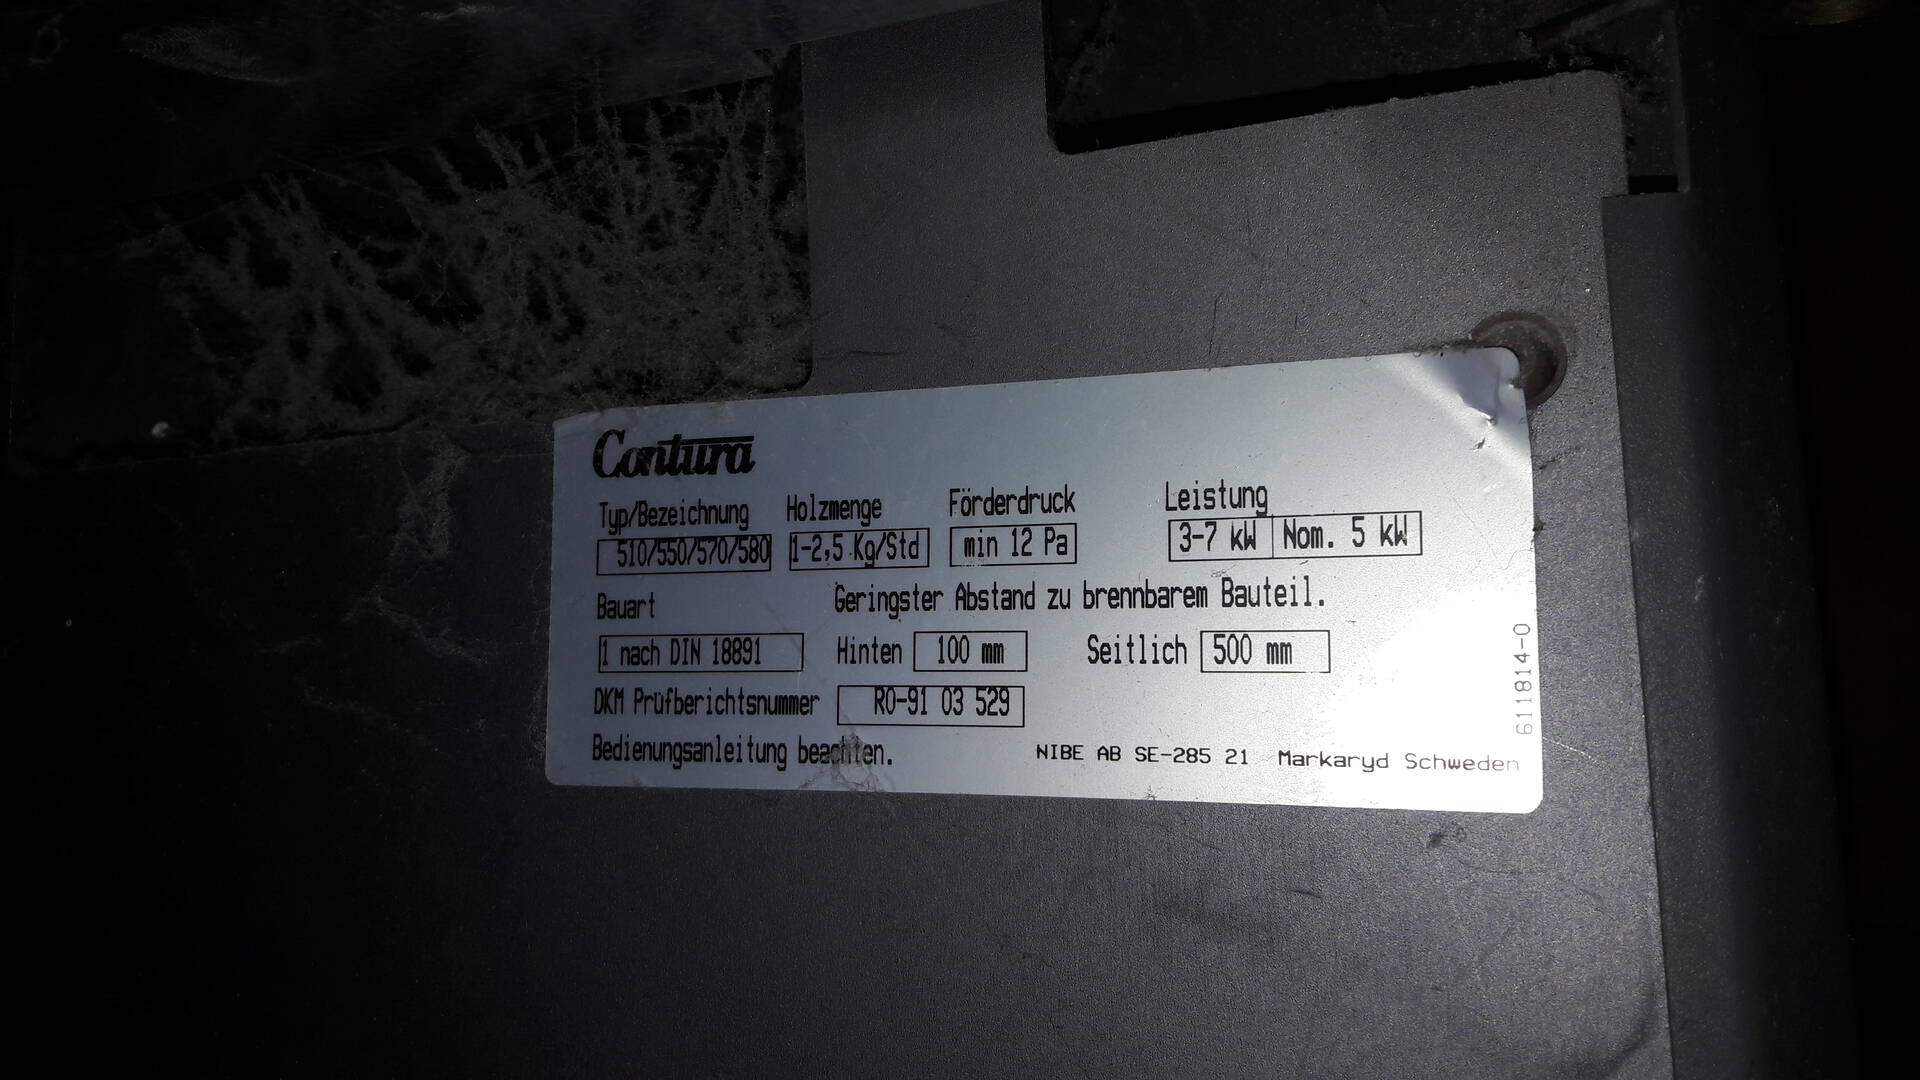 Contura
Typ/Bezeichnung Holzmenge Förderdruck Leistung
510/550/570/580 1-2,5 Kg/Std min 12 Pa 3-7 kW Nom. 5 kW
Bauart Geringster Abstand zu brennbarem Bauteil.
1 nach DIN 18891 Hinten 100 mm Seitlich 500 mm
DKM Prüfberichtsnummer RO-91 03 529
Bedienungsanleitung beachten. NIBE AB SE-285 21 Markaryd Schweden
611814-0